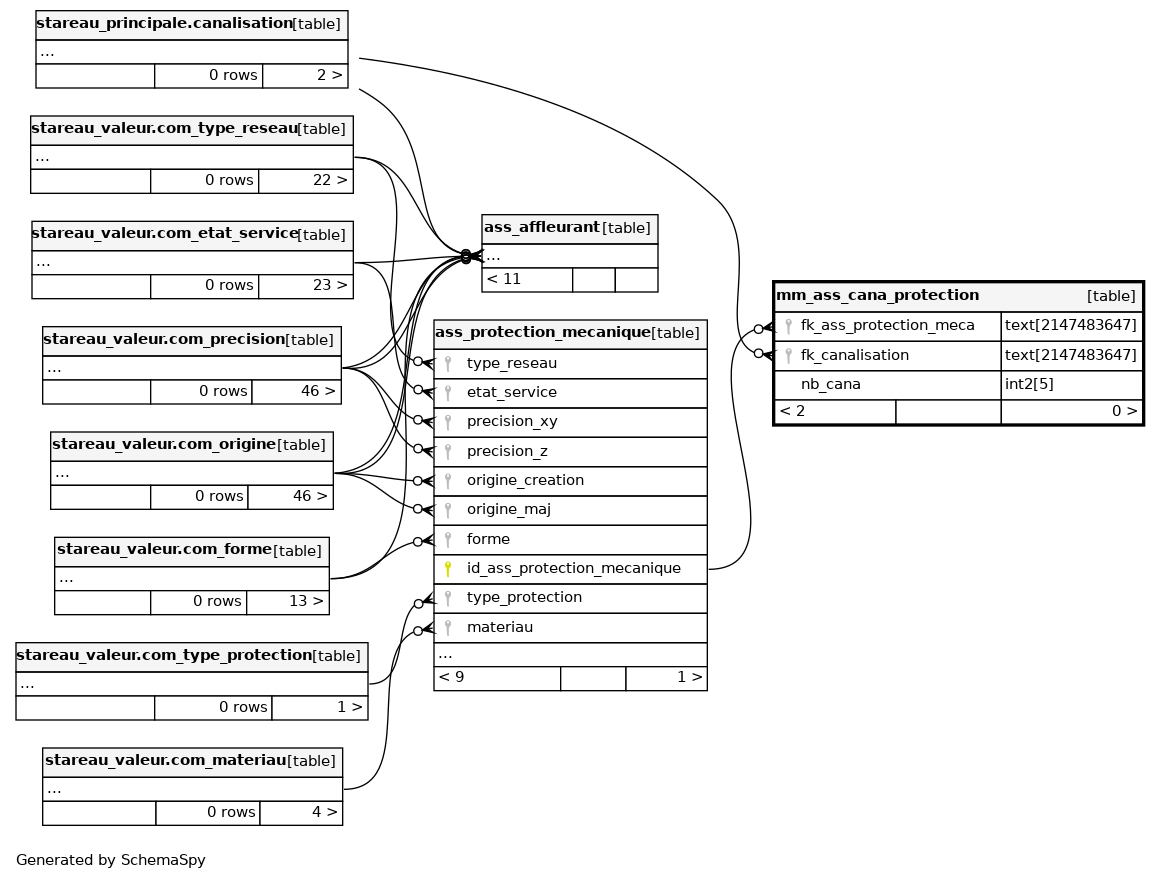 stareau_principale.canalisation[table]
...
0 rows 2 >
stareau_valeur.com_type_reseau[table]
...
0 rows 22 >
stareau_valeur.com_etat_service[table]
...
0 rows 23 >
stareau_valeur.com_precision[table]
...
0 rows 46 >
stareau_valeur.com_origine[table]
...
0 rows 46 >
stareau_valeur.com_forme[table]
...
0 rows 13 >
stareau_valeur.com_type_protection[table]
...
0 rows 1 >
stareau_valeur.com_materiau[table]
...
0 rows 4 >
ass_affleurant[table]
...
< 11
ass_protection_mecanique[table]
type_reseau
etat_service
precision_xy
precision_z
origine_creation
origine_maj
forme
id_ass_protection_mecanique
type_protection
materiau
...
< 9 1 >
mm_ass_cana_protection [table]
fk_ass_protection_meca text[2147483647]
fk_canalisation text[2147483647]
nb_cana int2[5]
< 2 0 >
Generated by SchemaSpy